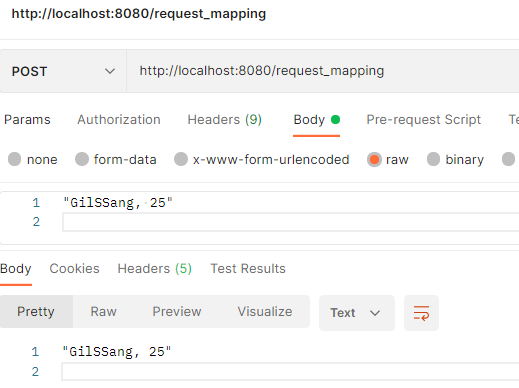 http://localhost:8080/request_mapping
POST http://localhost:8080/request_mapping
Params Authorization Headers (9) Body Pre-request Script Te
none form-data x-www-form-urlencoded raw binary
1 "GilSSang, 25"
2
Body Cookies Headers (5) Test Results
Pretty Raw Preview Visualize Text
1 "GilSSang, 25"
2